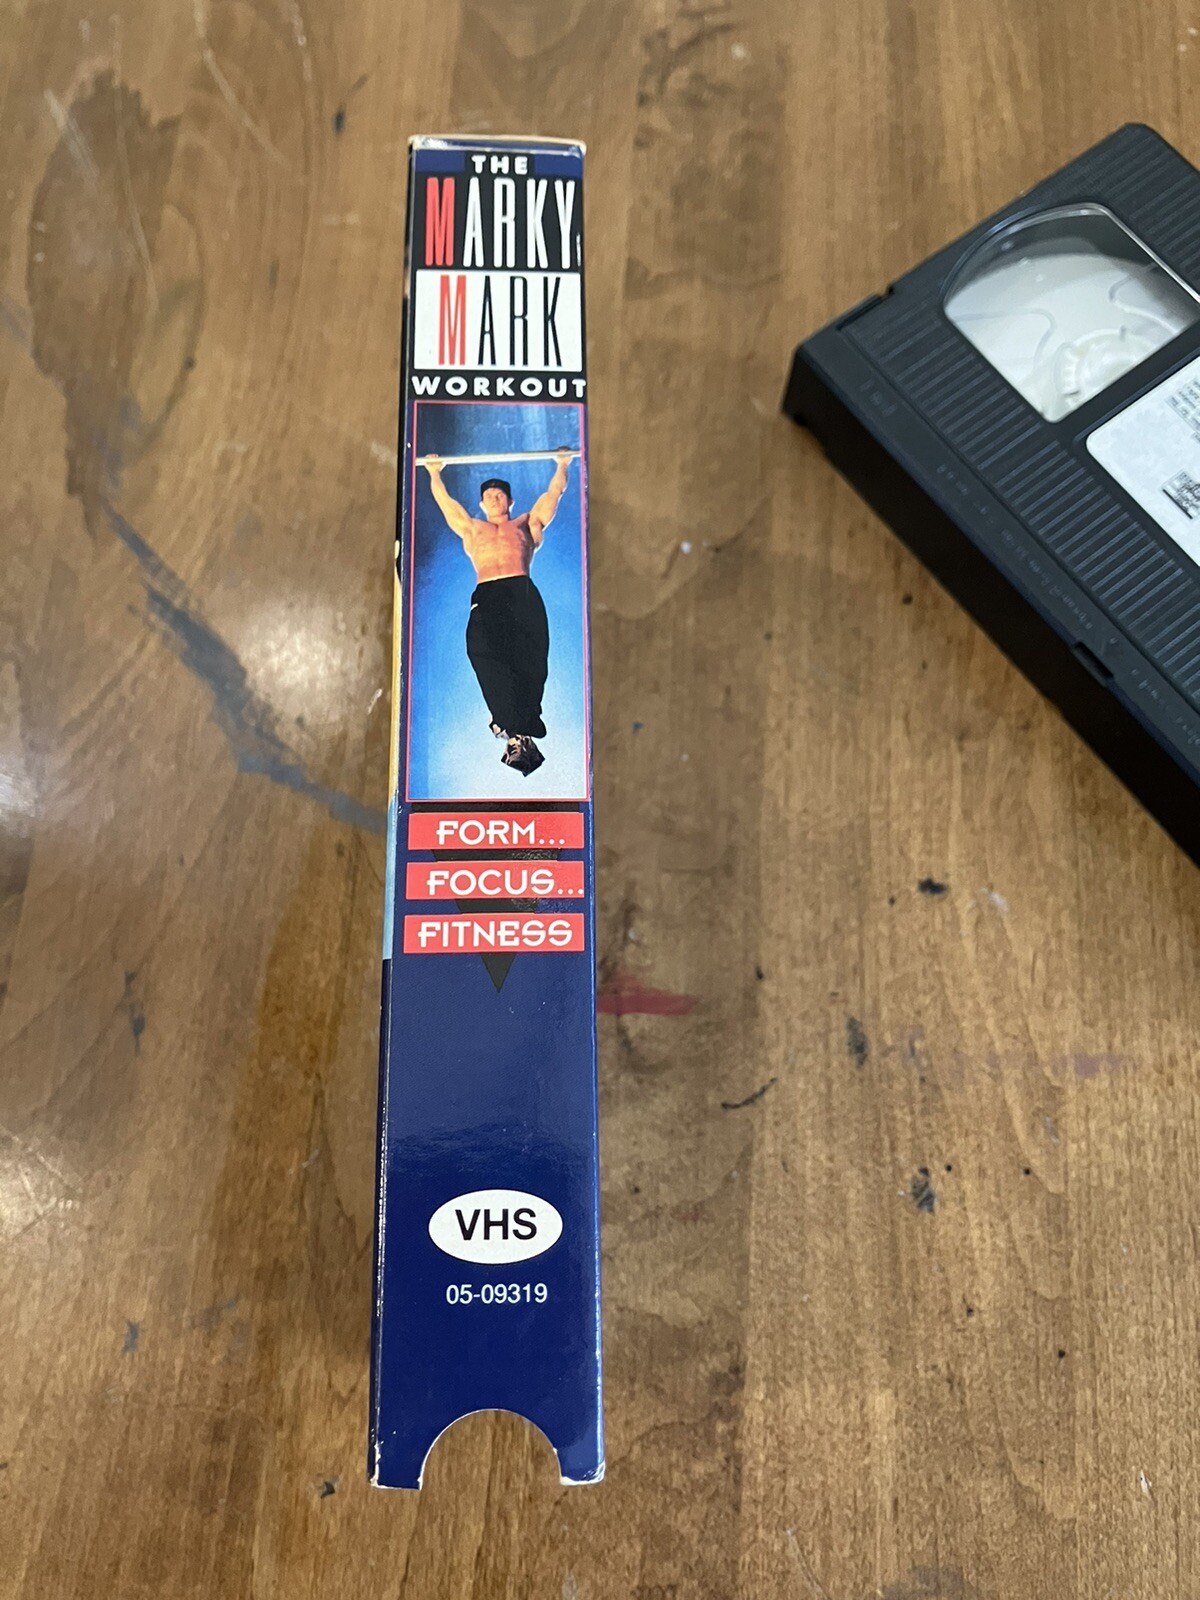 THE
MARKY
MARK
WORKOUT
FORM...
FOCUS...
FITNESS
VHS
05-09319